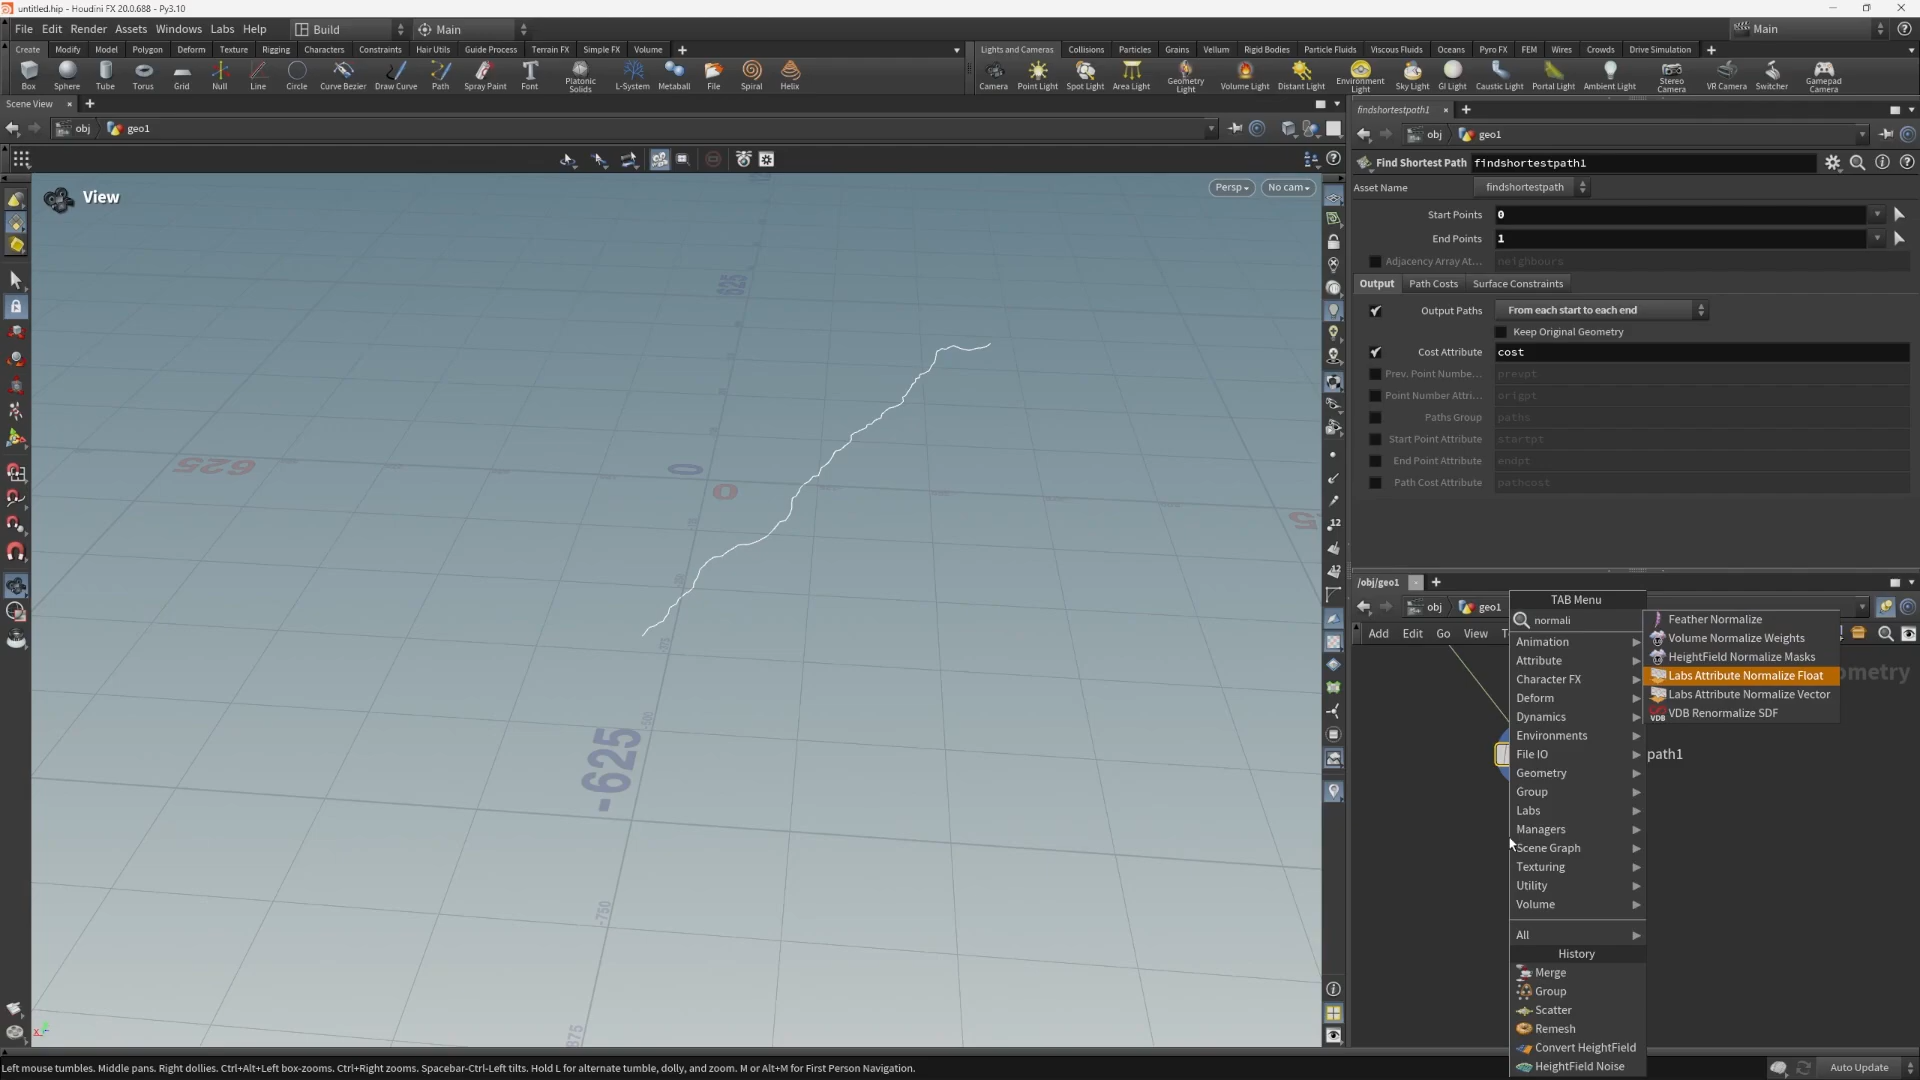 untitled.hip - Houdini FX 20.0.688 - Py3.10
File Edit Render Assets Windows Labs Help Build Main Main
Create Modify Model Polygon Deform Texture Rigging Characters Constraints Hair Utils Guide Process Terrain FX Simple FX Volume
Lights and Cameras Collisions Particles Grains Vellum Rigid Bodies Particle Fluids Viscous Fluids Oceans Pyro FX FEM Wires Crowds Drive Simulation
Box Sphere Tube Torus Grid Null Line Circle Curve Bezier Draw Curve Path Spray Paint Font Platonic Solids L-System Metaball File Spiral Helix
Camera Point Light Spot Light Area Light Geometry Light Volume Light Distant Light Environment Light Sky Light GI Light Caustic Light Portal Light Ambient Light Stereo Camera VR Camera Switcher Gamepad Camera
Scene View
obj geo1
View
Persp No cam
625
625
0
0
-625
-750
-875
findshortestpath1
obj geo1
Find Shortest Path findshortestpath1
Asset Name findshortestpath
Start Points 0
End Points 1
Adjacency Array At... neighbours
Output Path Costs Surface Constraints
Output Paths From each start to each end
Keep Original Geometry
Cost Attribute cost
Prev. Point Numbe... prevpt
Point Number Attri... origpt
Paths Group paths
Start Point Attribute startpt
End Point Attribute endpt
Path Cost Attribute pathcost
/obj/geo1
obj geo1
Add Edit Go View T
ometry
path1
TAB Menu
normali
Animation
Attribute
Character FX
Deform
Dynamics
Environments
File IO
Geometry
Group
Labs
Managers
Scene Graph
Texturing
Utility
Volume
All
History
Merge
Group
Scatter
Remesh
Convert HeightField
HeightField Noise
Feather Normalize
Volume Normalize Weights
HeightField Normalize Masks
Labs Attribute Normalize Float
Labs Attribute Normalize Vector
VDB Renormalize SDF
Left mouse tumbles. Middle pans. Right dollies. Ctrl+Alt+Left box-zooms. Ctrl+Right zooms. Spacebar-Ctrl-Left tilts. Hold L for alternate tumble, dolly, and zoom. M or Alt+M for First Person Navigation.
Auto Update